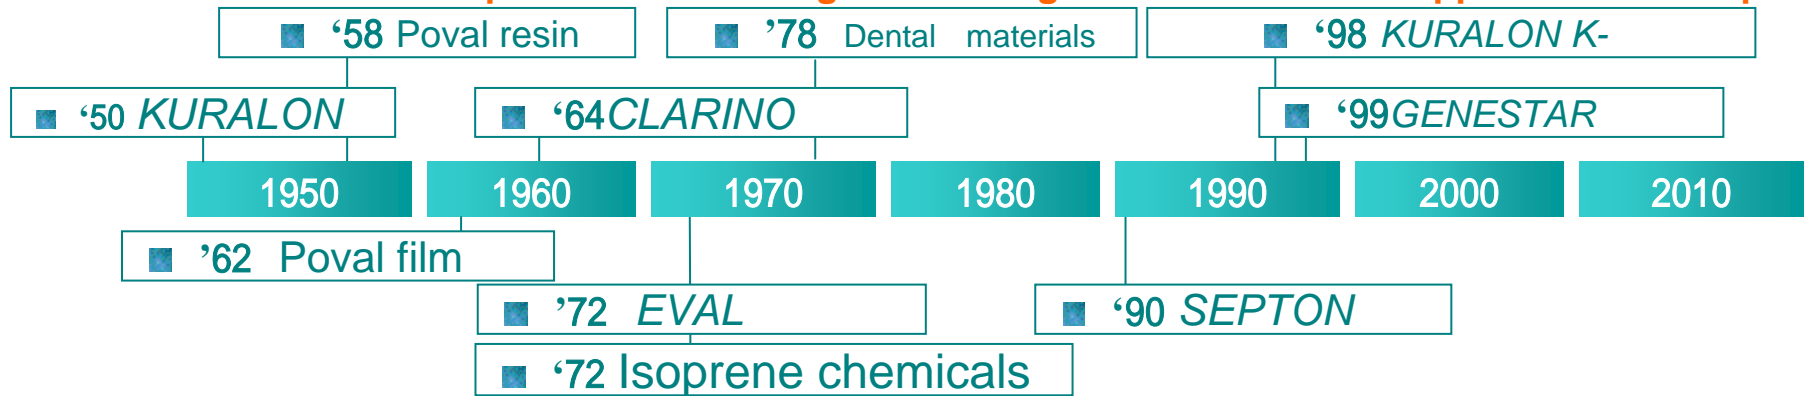 ‘58 Poval resin
’78 Dental materials
‘98 KURALON K-
‘50 KURALON
‘64CLARINO
‘99GENESTAR
1950 1960 1970 1980 1990 2000 2010
’62 Poval film
’72 EVAL
‘90 SEPTON
‘72 Isoprene chemicals